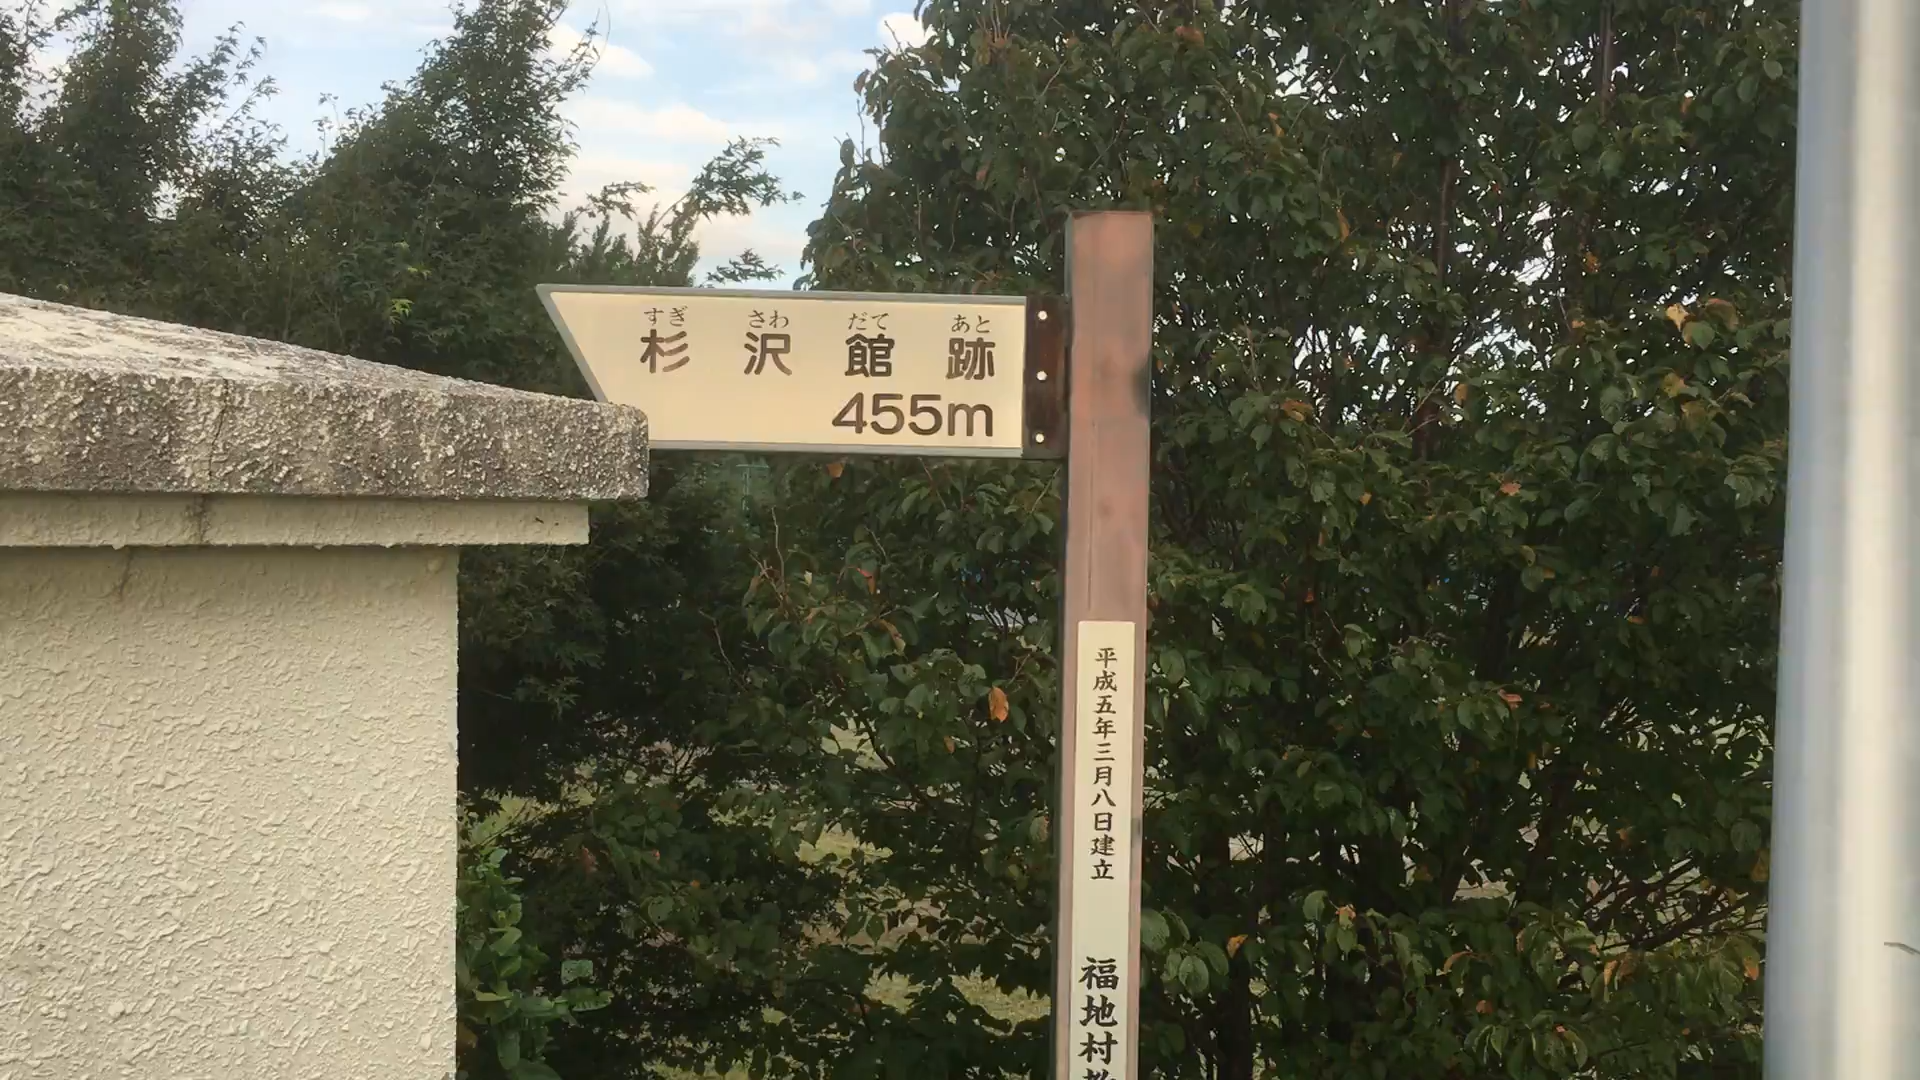 すぎ さわ だて あと
杉沢館跡
455m
平成五年三月八日建立
福地村教